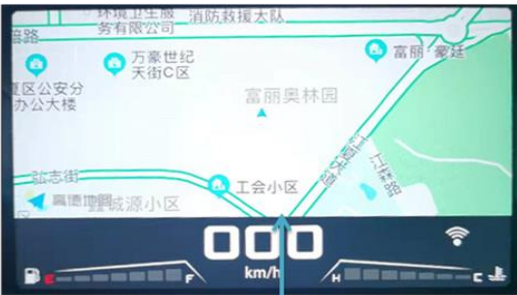 环境卫生服
务有限公司
消防救援大队
培路
万豪世纪
天街C区
富丽·豪廷
夏区公安分
办公大楼
富丽奥林园
弘志街
工会小区
高德地图
城源小区
000
km/h
E
F
H
C